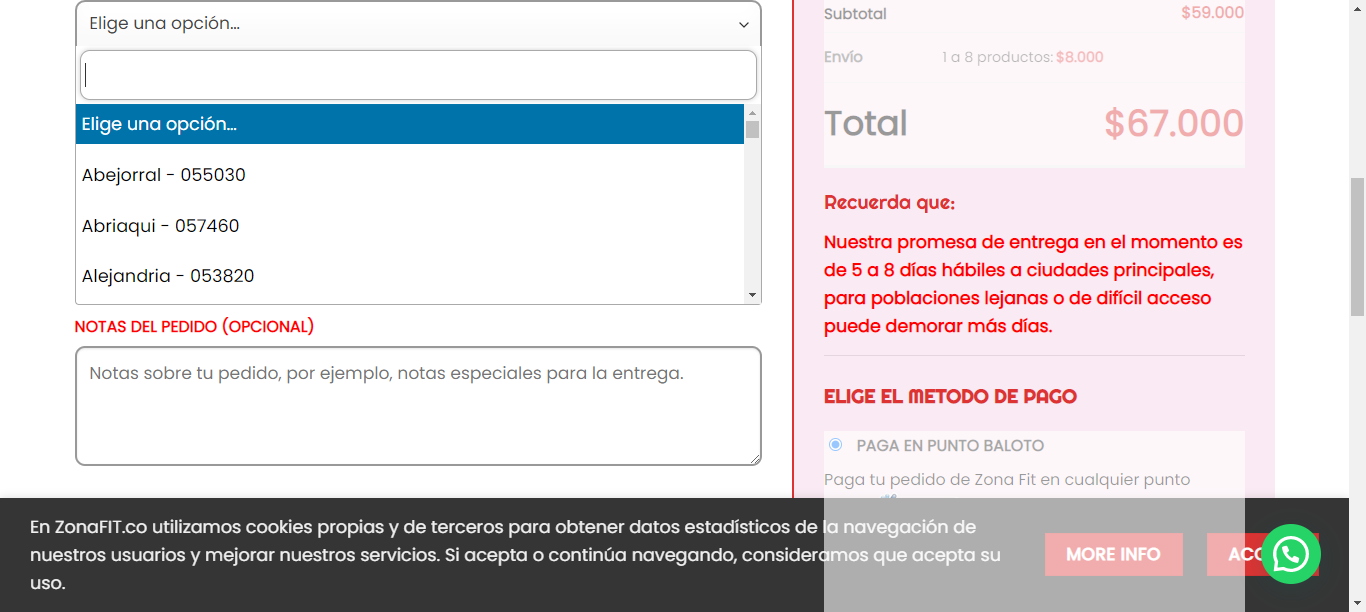 Elige una opción...
Elige una opción...
Abejorral - 055030
Abriaqui - 057460
Alejandria - 053820
NOTAS DEL PEDIDO (OPCIONAL)
Notas sobre tu pedido, por ejemplo, notas especiales para la entrega.
Subtotal $59.000
Envío 1 a 8 productos: $8.000
Total $67.000
Recuerda que:
Nuestra promesa de entrega en el momento es
de 5 a 8 días hábiles a ciudades principales,
para poblaciones lejanas o de difícil acceso
puede demorar más días.
ELIGE EL METODO DE PAGO
PAGA EN PUNTO BALOTO
Paga tu pedido de Zona Fit en cualquier punto
En ZonaFIT.co utilizamos cookies propias y de terceros para obtener datos estadísticos de la navegación de
nuestros usuarios y mejorar nuestros servicios. Si acepta o continúa navegando, consideramos que acepta su
uso.
MORE INFO